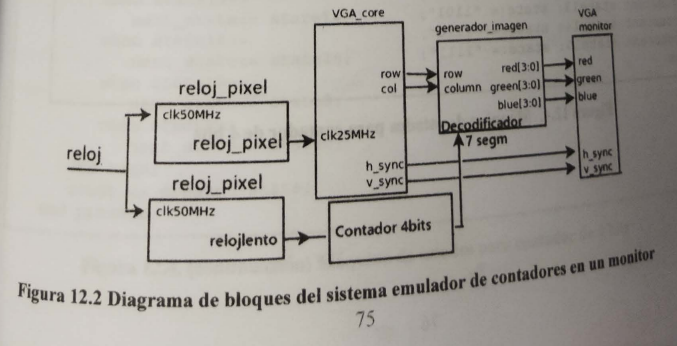 VGA_core
VGA
monitor
generador_imagen
row
col
row
column
red[3:0]
green[3:0]
blue[3:0]
red
green
blue
reloj_pixel
clk50MHz
reloj_pixel
clk25MHz
Decodificador
7 segm
reloj
h_sync
v_sync
h_sync
v_sync
reloj_pixel
clk50MHz
relojlento
Contador 4bits
Figura 12.2 Diagrama de bloques del sistema emulador de contadores en un monitor
75